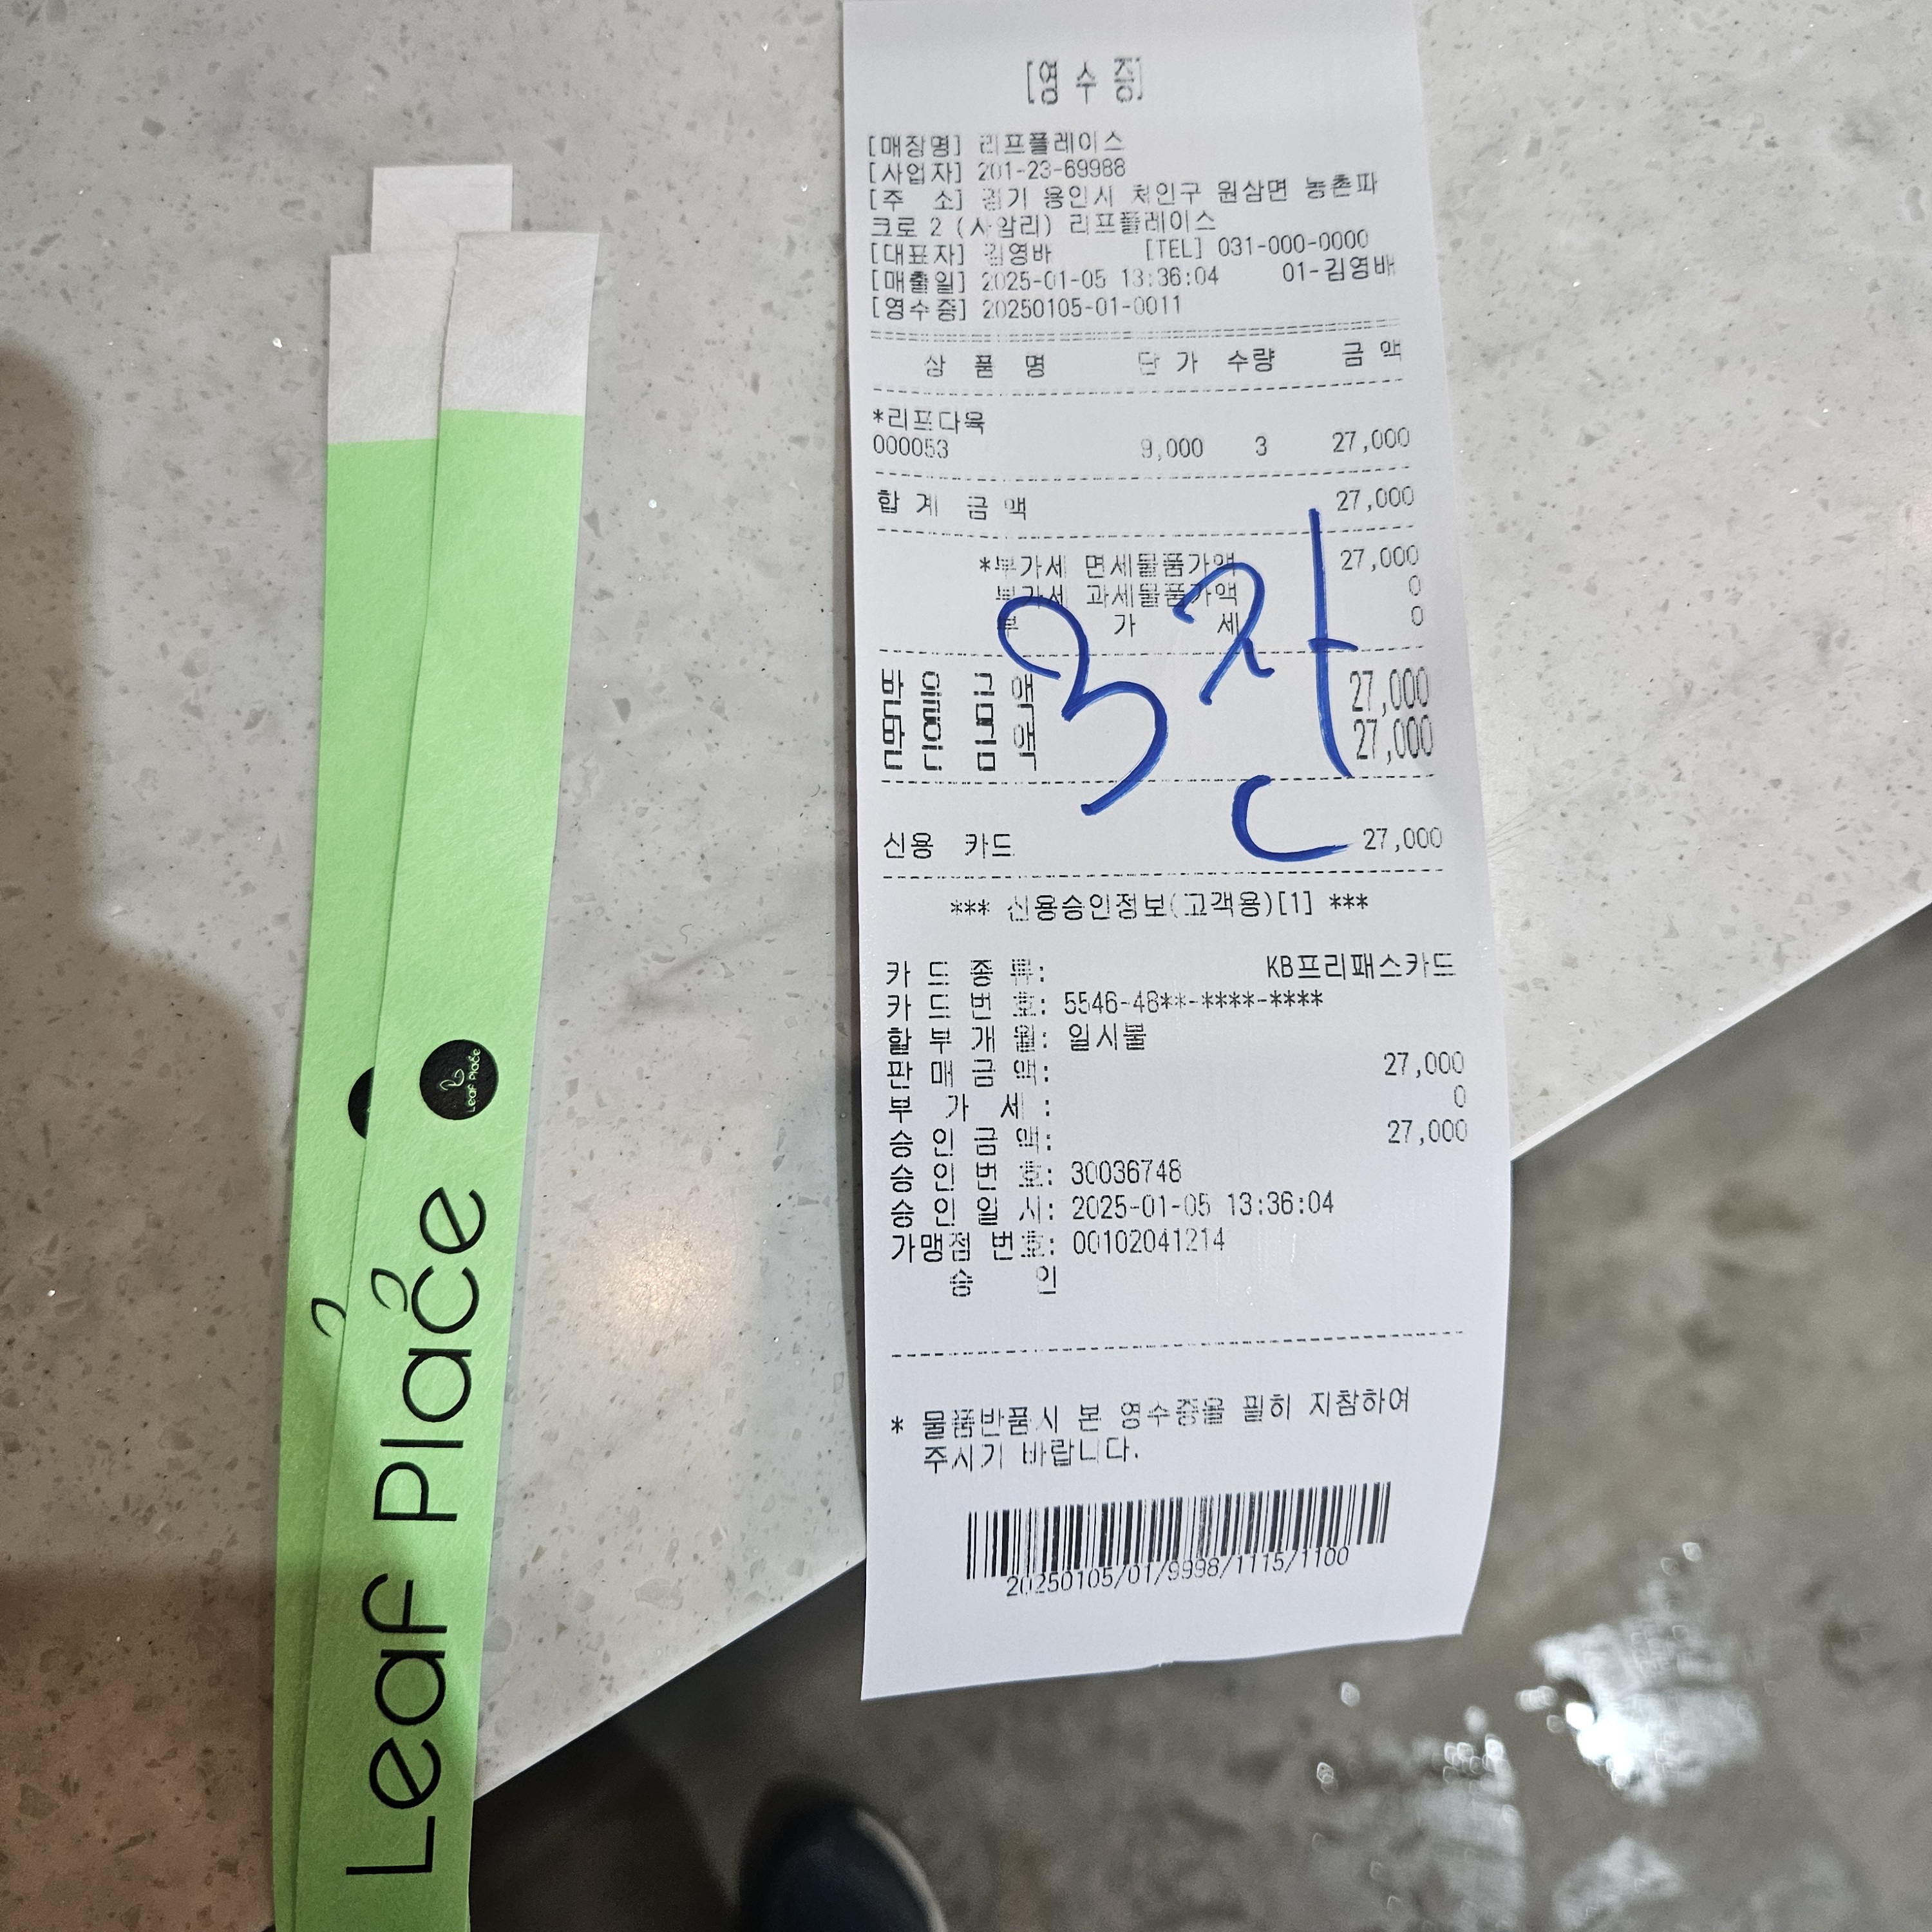 [영 수 증]
[매장명] 리프플레이스
[사업자] 201-23-69988
[주 소] 경기 용인시 처인구 원삼면 농촌파
크로 2 (사암리) 리프플레이스
[대표자] 김영배 [TEL] 031-000-0000
[매출일] 2025-01-05 13:36:04 01-김영배
[영수증] 20250105-01-0011
상 품 명 단 가 수량 금 액
*리프다육
000053 9,000 3 27,000
합 계 금 액 27,000
*부가세 면세물품가액 27,000
부가세 과세물품가액 0
부 가 세 0
3잔
받 을 금 액 27,000
받 은 금 액 27,000
신용 카드 27,000
*** 신용승인정보(고객용)[1] ***
카 드 종 류: KB프리패스카드
카 드 번 호: 5546-48**-****-****
할 부 개 월: 일시불
판 매 금 액: 27,000
부 가 세 : 0
승 인 금 액: 27,000
승 인 번 호: 30036748
승 인 일 시: 2025-01-05 13:36:04
가맹점 번호: 00102041214
승 인
* 물품반품시 본 영수증을 필히 지참하여
주시기 바랍니다.
20250105/01/9998/1115/1100
Leaf Place
Leaf Place